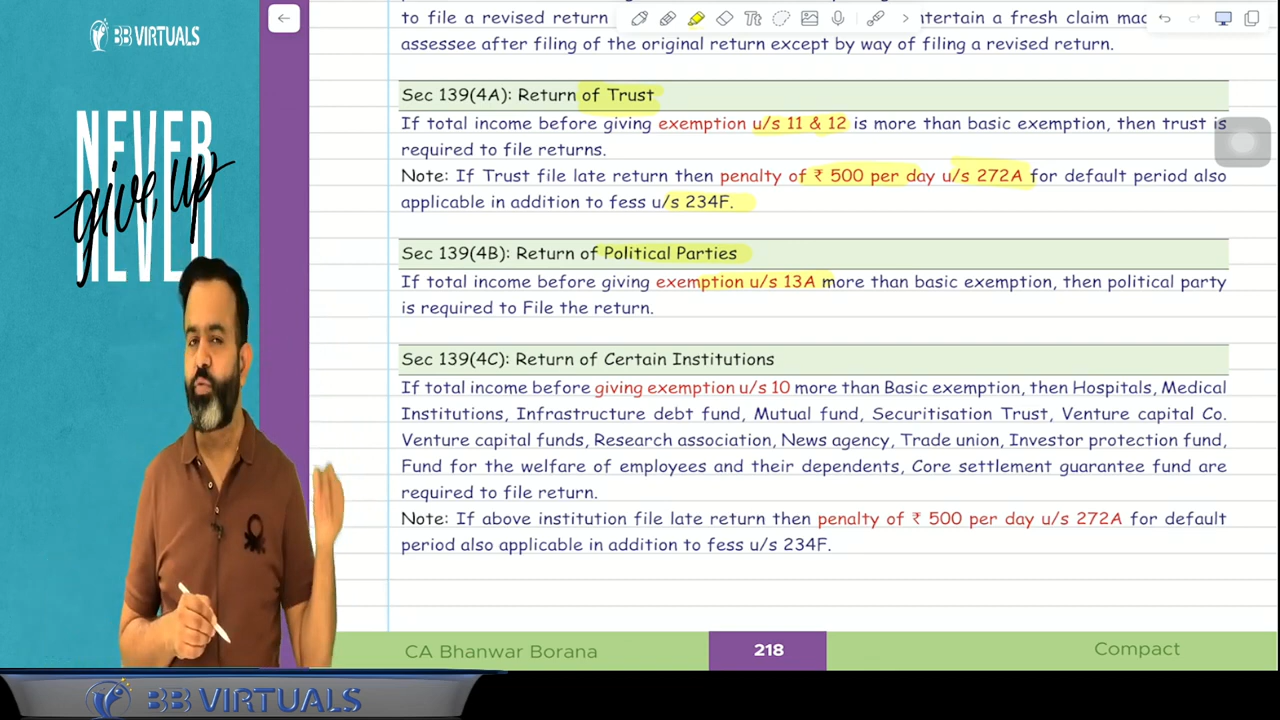 BB VIRTUALS
NEVER
give up
NEVER
to file a revised return
ntertain a fresh claim mad
assessee after filing of the original return except by way of filing a revised return.
Sec 139(4A): Return of Trust
If total income before giving exemption u/s 11 & 12 is more than basic exemption, then trust is
required to file returns.
Note: If Trust file late return then penalty of ₹ 500 per day u/s 272A for default period also
applicable in addition to fess u/s 234F.
Sec 139(4B): Return of Political Parties
If total income before giving exemption u/s 13A more than basic exemption, then political party
is required to File the return.
Sec 139(4C): Return of Certain Institutions
If total income before giving exemption u/s 10 more than Basic exemption, then Hospitals, Medical
Institutions, Infrastructure debt fund, Mutual fund, Securitisation Trust, Venture capital Co.
Venture capital funds, Research association, News agency, Trade union, Investor protection fund,
Fund for the welfare of employees and their dependents, Core settlement guarantee fund are
required to file return.
Note: If above institution file late return then penalty of ₹ 500 per day u/s 272A for default
period also applicable in addition to fess u/s 234F.
CA Bhanwar Borana
218
Compact
BB VIRTUALS